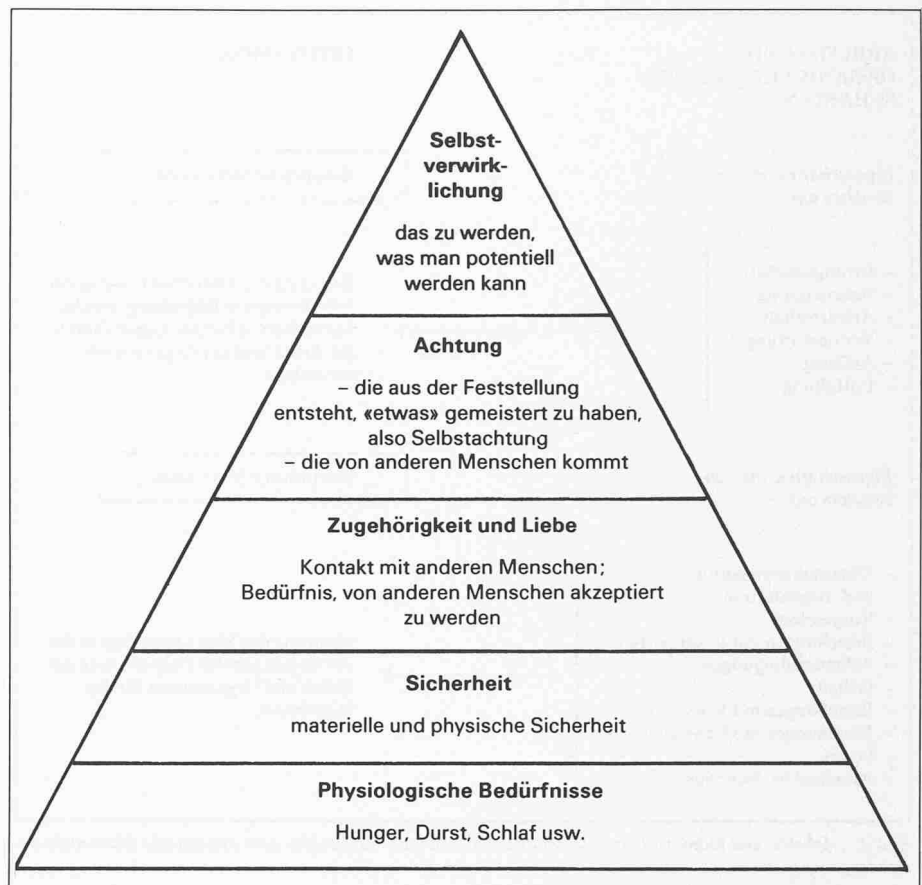 Selbst-
verwirk-
lichung
das zu werden,
was man potentiell
werden kann
Achtung
– die aus der Feststellung
entsteht, «etwas» gemeistert zu haben,
also Selbstachtung
– die von anderen Menschen kommt
Zugehörigkeit und Liebe
Kontakt mit anderen Menschen;
Bedürfnis, von anderen Menschen akzeptiert
zu werden
Sicherheit
materielle und physische Sicherheit
Physiologische Bedürfnisse
Hunger, Durst, Schlaf usw.